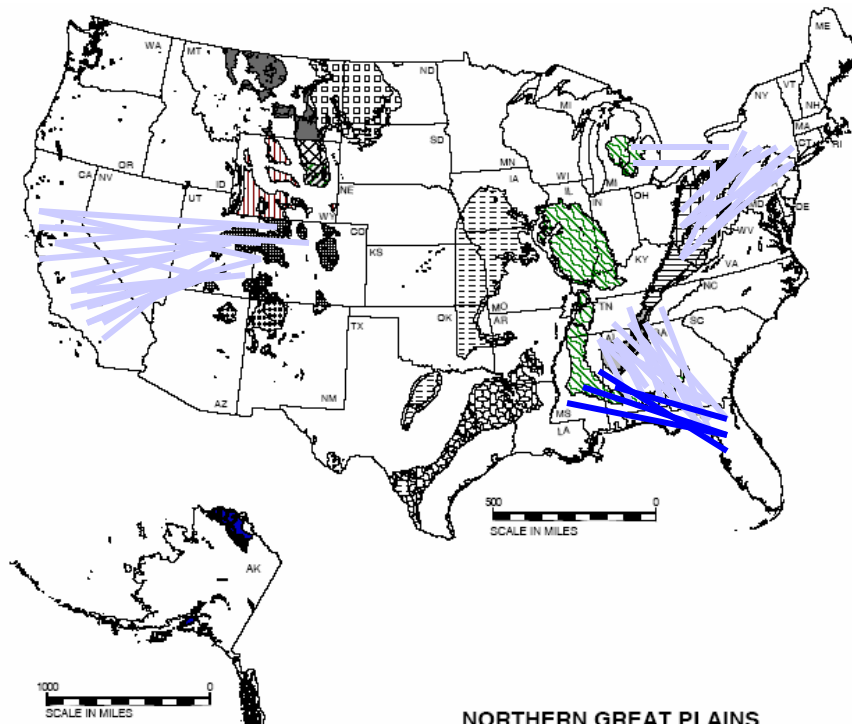 ME
WA
MT
ND
NY
VT
NH
MI
MA
CT
RI
OR
SD
MN
WI
IA
MI
ID
CA
NV
NE
WY
UT
IL
IN
OH
MD
DE
WV
CO
KS
KY
VA
NC
MO
TN
AR
OK
SC
TX
AL
GA
AZ
NM
MS
LA
500
0
SCALE IN MILES
AK
1000
0
SCALE IN MILES
NORTHERN GREAT PLAINS